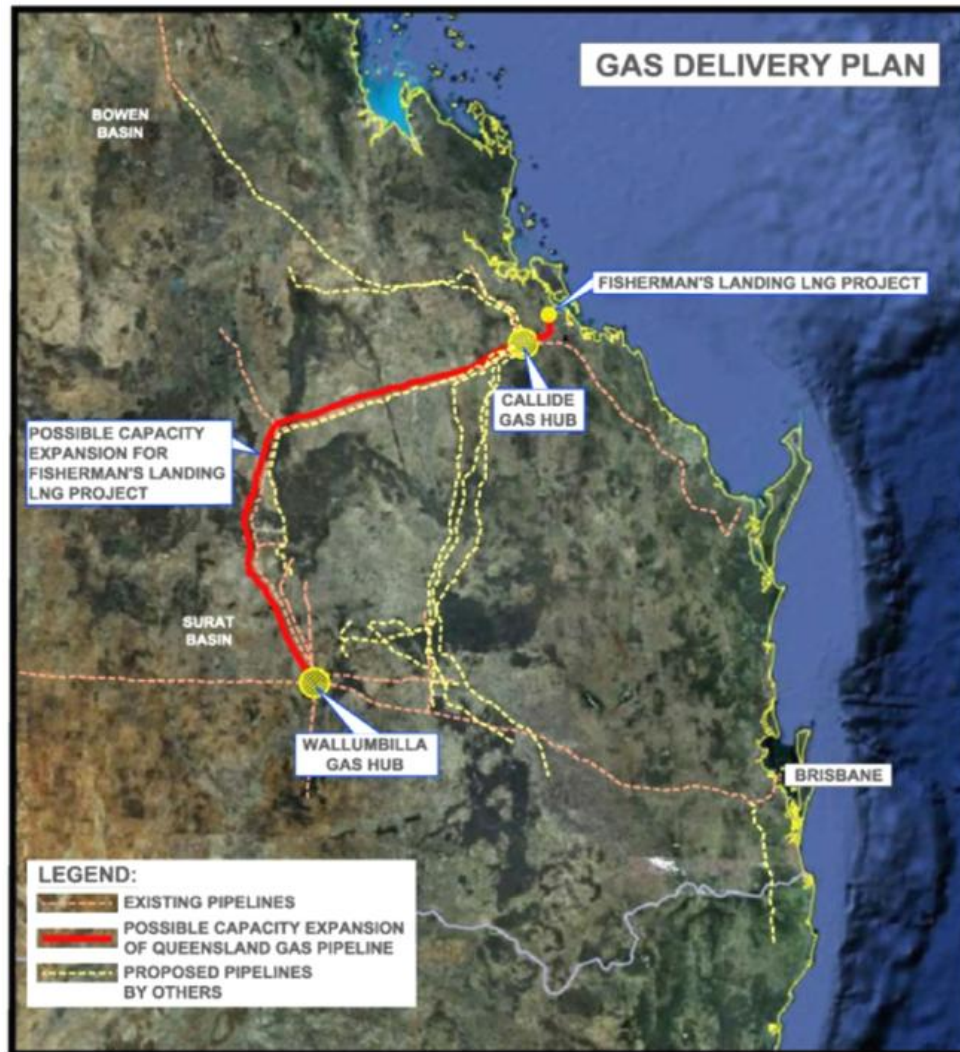 GAS DELIVERY PLAN
BOWEN
BASIN
FISHERMAN'S LANDING LNG PROJECT
CALLIDE
GAS HUB
POSSIBLE CAPACITY
EXPANSION FOR
FISHERMAN'S LANDING
LNG PROJECT
SURAT
BASIN
WALLUMBILLA
GAS HUB
BRISBANE
LEGEND:
EXISTING PIPELINES
POSSIBLE CAPACITY EXPANSION
OF QUEENSLAND GAS PIPELINE
PROPOSED PIPELINES
BY OTHERS